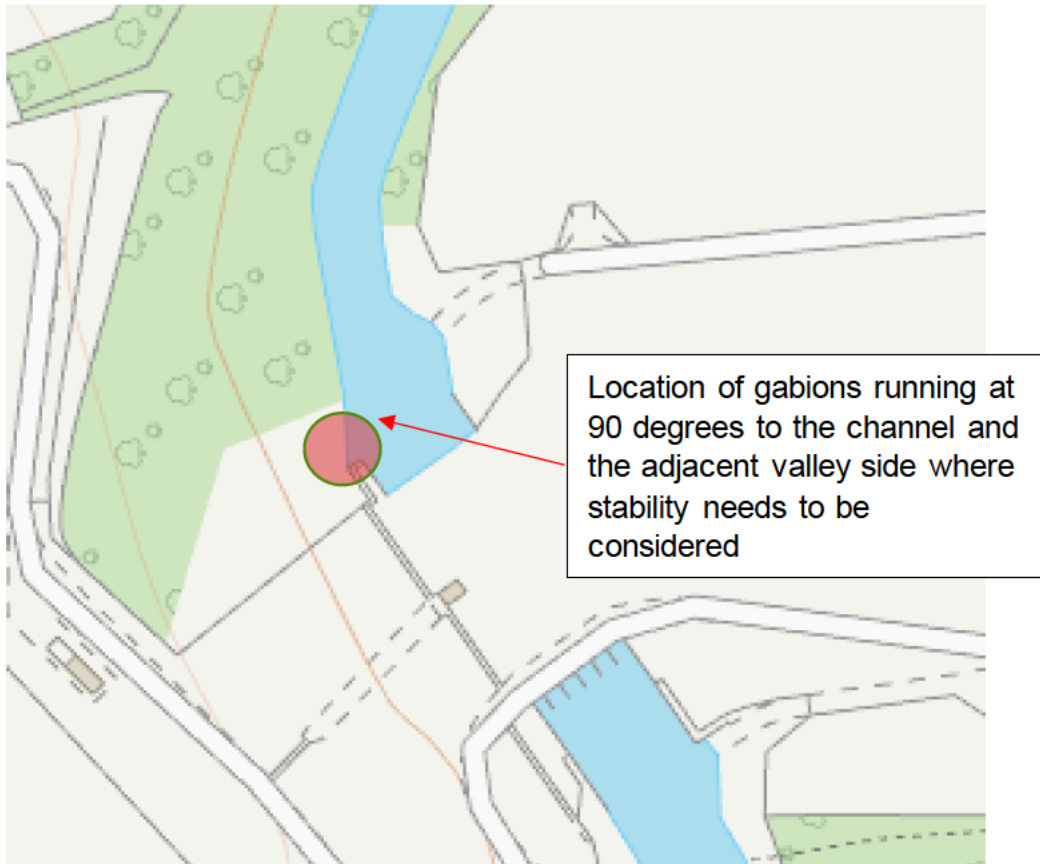 Location of gabions running at
90 degrees to the channel and
the adjacent valley side where
stability needs to be
considered